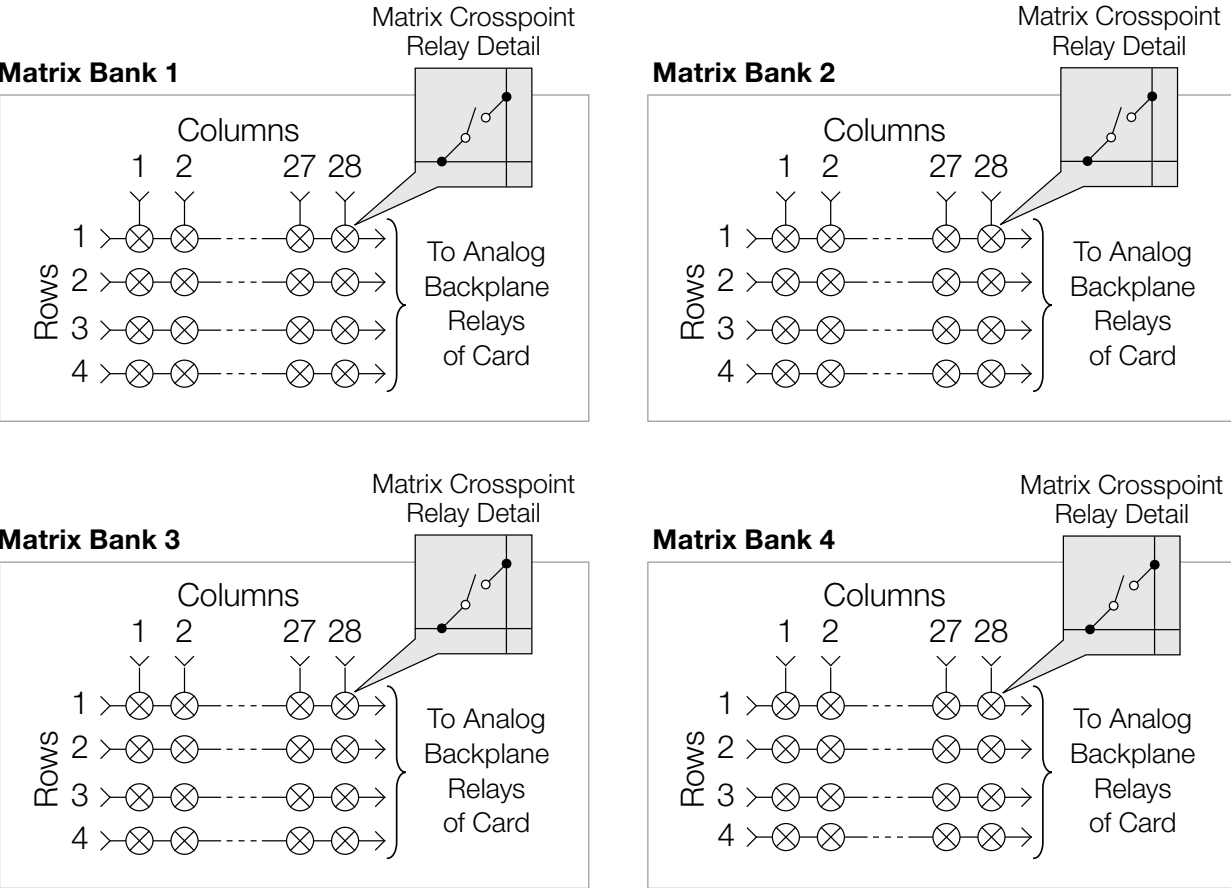 Matrix Crosspoint
Relay Detail
Matrix Bank 1
Columns
1 2 27 28
Rows
1
2
3
4
To Analog
Backplane
Relays
of Card
Matrix Crosspoint
Relay Detail
Matrix Bank 2
Columns
1 2 27 28
Rows
1
2
3
4
To Analog
Backplane
Relays
of Card
Matrix Crosspoint
Relay Detail
Matrix Bank 3
Columns
1 2 27 28
Rows
1
2
3
4
To Analog
Backplane
Relays
of Card
Matrix Crosspoint
Relay Detail
Matrix Bank 4
Columns
1 2 27 28
Rows
1
2
3
4
To Analog
Backplane
Relays
of Card